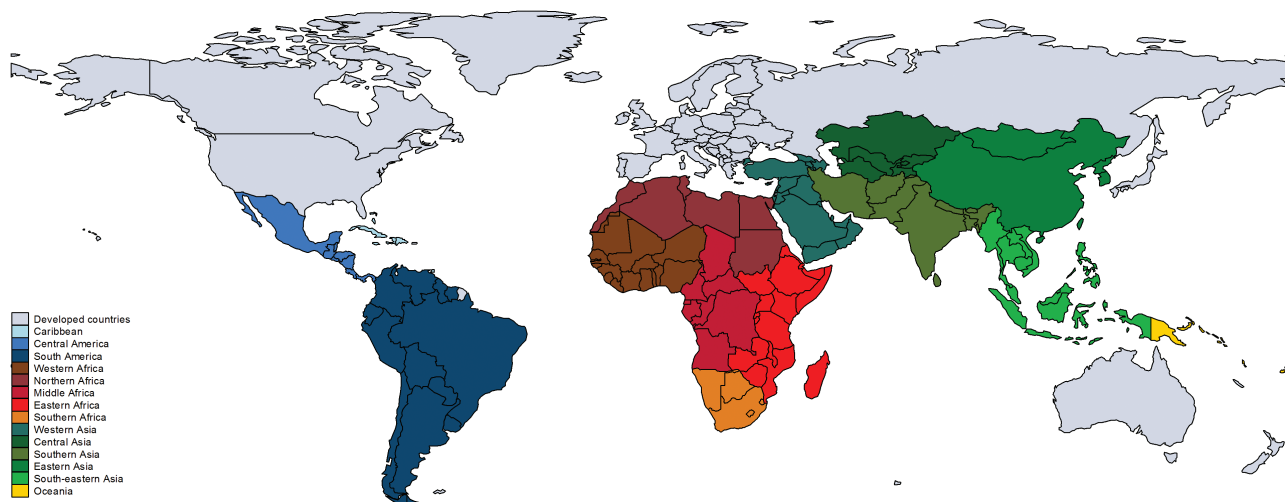 Developed countries
Caribbean
Central America
South America
Western Africa
Northern Africa
Middle Africa
Eastern Africa
Southern Africa
Western Asia
Central Asia
Southern Asia
Eastern Asia
South-eastern Asia
Oceania